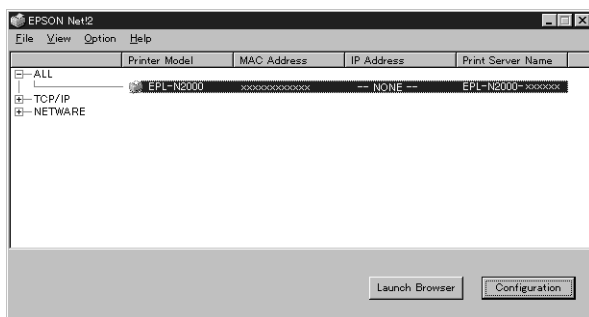 EPSON Net!2
File View Option Help
Printer Model MAC Address IP Address Print Server Name
ALL
EPL-N2000 xxxxxxxxxxxx -- NONE -- EPL-N2000-xxxxxx
TCP/IP
NETWARE
Launch Browser Configuration